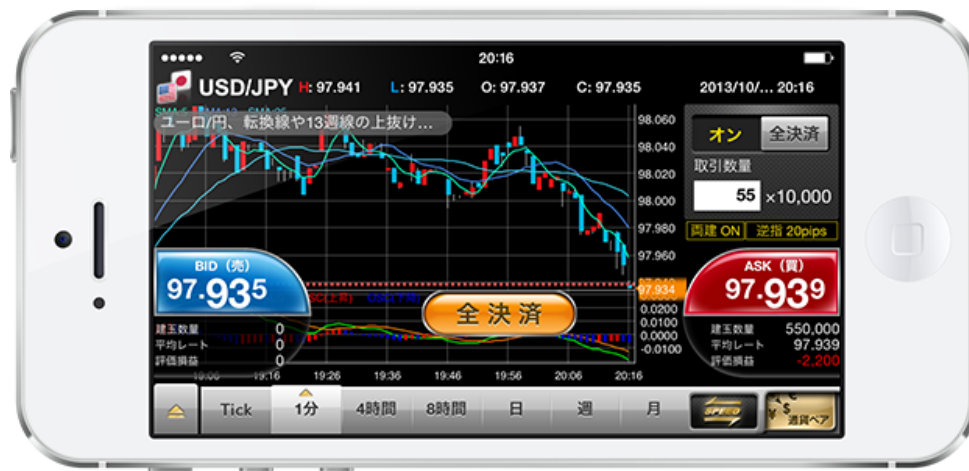 20:16
USD/JPY H: 97.941 L: 97.935 O: 97.937 C: 97.935 2013/10/... 20:16
ユーロ/円、転換線や13週線の上抜け...
98.060
98.040
98.020
98.000
97.980
97.960
97.934
0.0200
0.0100
0.0000
-0.0100
オン 全決済
取引数量
55 ×10,000
両建 ON 逆指 20pips
BID (売)
97.935
ASK (買)
97.939
全決済
建玉数量 0
平均レート 0
評価損益 0
建玉数量 550,000
平均レート 97.939
評価損益 -2,200
19:06 19:16 19:26 19:36 19:46 19:56 20:06 20:16
Tick 1分 4時間 8時間 日 週 月 SPEED 通貨ペア